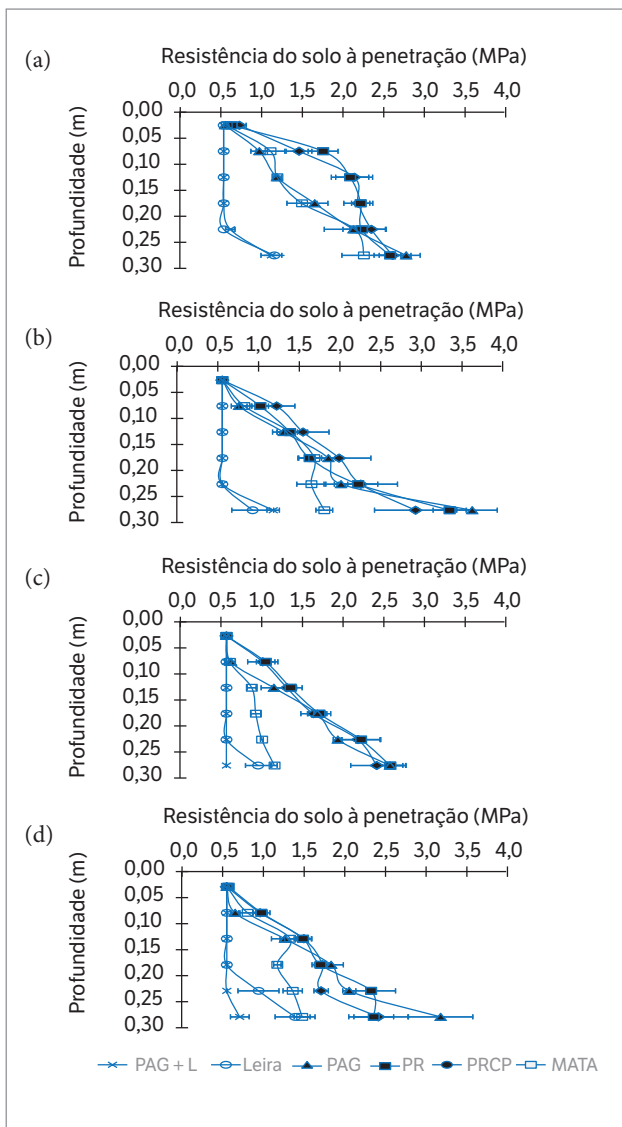 Resistência do solo à penetração (MPa)
(a)
0,0 0,5 1,0 1,5 2,0 2,5 3,0 3,5 4,0
Profundidade (m)
0,00
0,05
0,10
0,15
0,20
0,25
0,30
Resistência do solo à penetração (MPa)
(b)
0,0 0,5 1,0 1,5 2,0 2,5 3,0 3,5 4,0
Profundidade (m)
0,00
0,05
0,10
0,15
0,20
0,25
0,30
Resistência do solo à penetração (MPa)
(c)
0,0 0,5 1,0 1,5 2,0 2,5 3,0 3,5 4,0
Profundidade (m)
0,00
0,05
0,10
0,15
0,20
0,25
0,30
Resistência do solo à penetração (MPa)
(d)
0,0 0,5 1,0 1,5 2,0 2,5 3,0 3,5 4,0
Profundidade (m)
0,00
0,05
0,10
0,15
0,20
0,25
0,30
PAG + L Leira PAG PR PRCP MATA